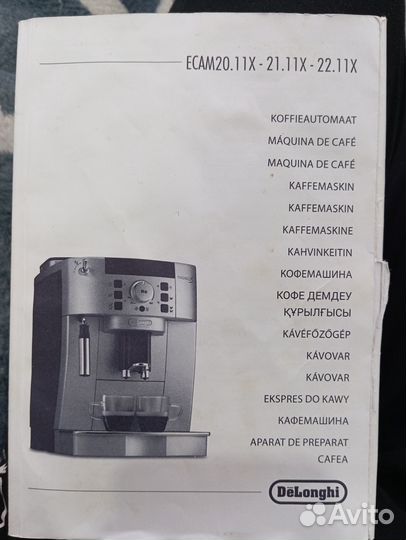 ECAM20.11X - 21.11X - 22.11X
KOFFIEAUTOMAAT
MÁQUINA DE CAFÉ
MAQUINA DE CAFÉ
KAFFEMASKIN
KAFFEMASKIN
KAFFEMASKINE
KAHVINKEITIN
КОФЕМАШИНА
КОФЕ ДЕМДЕУ
ҚҰРЫЛҒЫСЫ
KÁVÉFŐZŐGÉP
KÁVOVAR
KÁVOVAR
EKSPRES DO KAWY
КАФЕМАШИНА
APARAT DE PREPARAT
CAFEA
DeLonghi
Avito